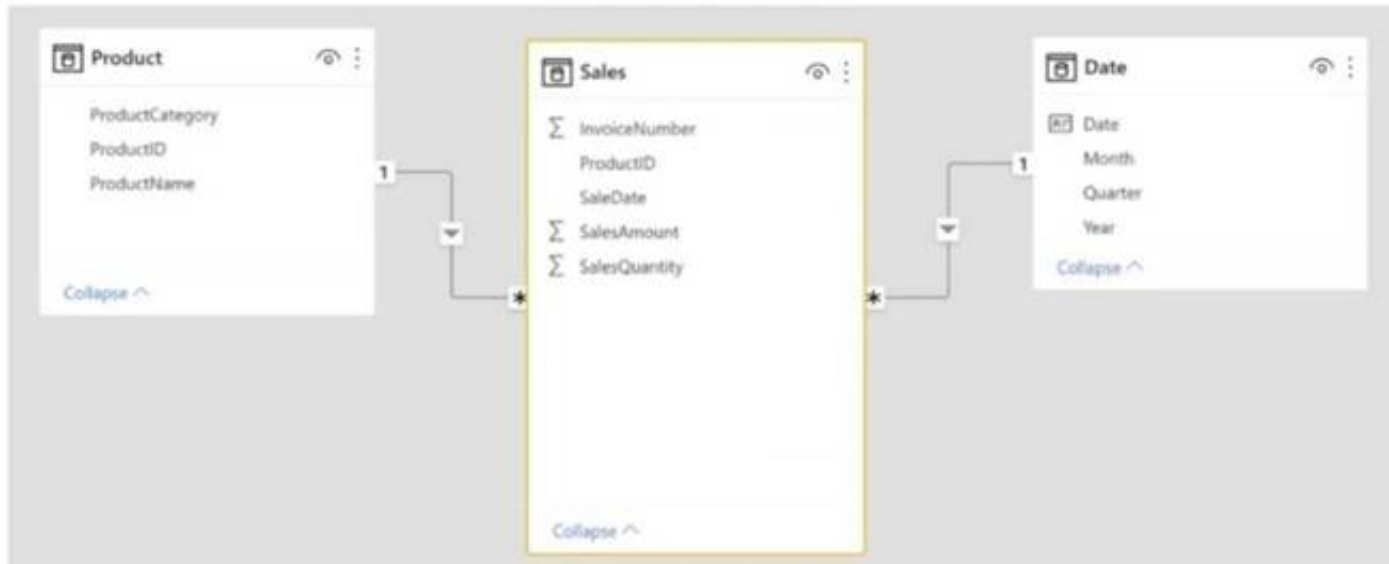 Product
ProductCategory
ProductID
ProductName
Collapse
1
*
Sales
Σ InvoiceNumber
ProductID
SaleDate
Σ SalesAmount
Σ SalesQuantity
Collapse
*
1
Date
Date
Month
Quarter
Year
Collapse